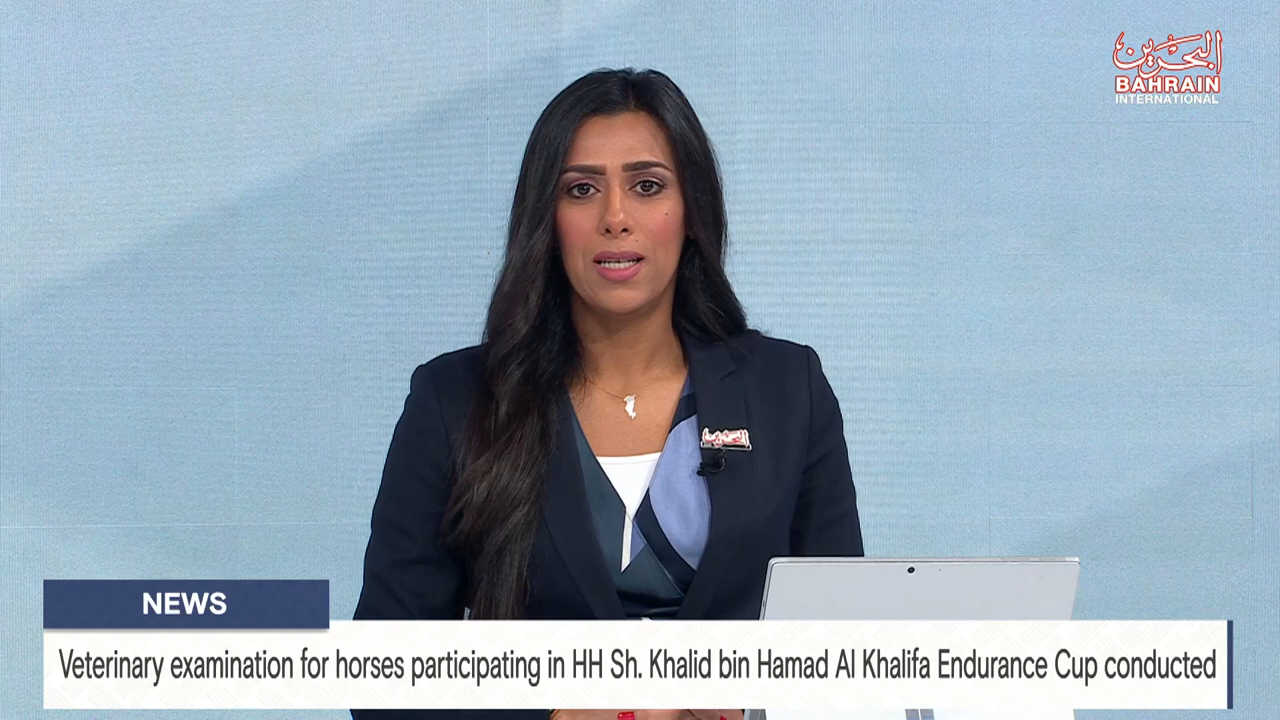 البحرين
BAHRAIN
INTERNATIONAL
البحرين
NEWS
Veterinary examination for horses participating in HH Sh. Khalid bin Hamad Al Khalifa Endurance Cup conducted